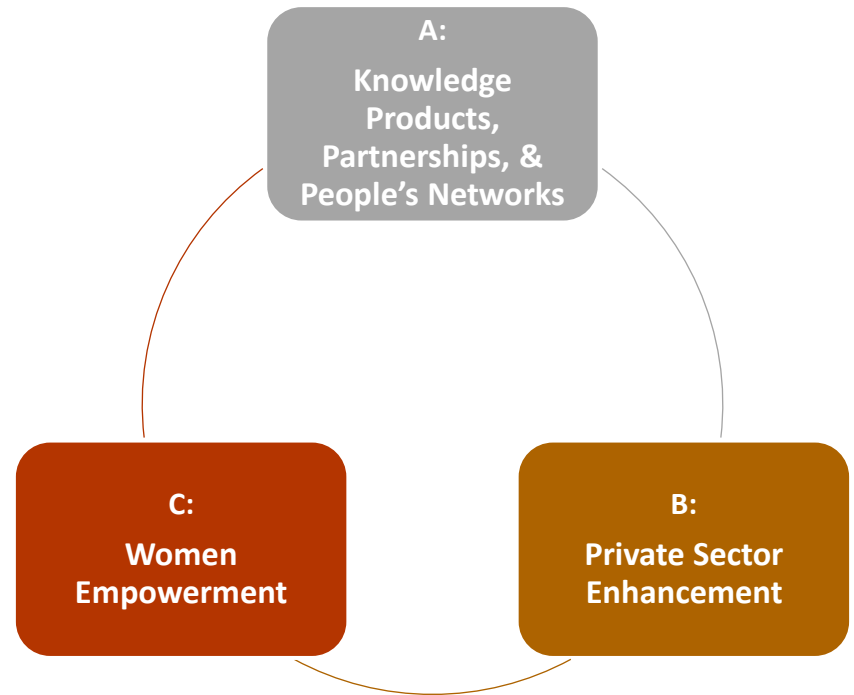 A:
Knowledge
Products,
Partnerships, &
People’s Networks
C:
Women
Empowerment
B:
Private Sector
Enhancement